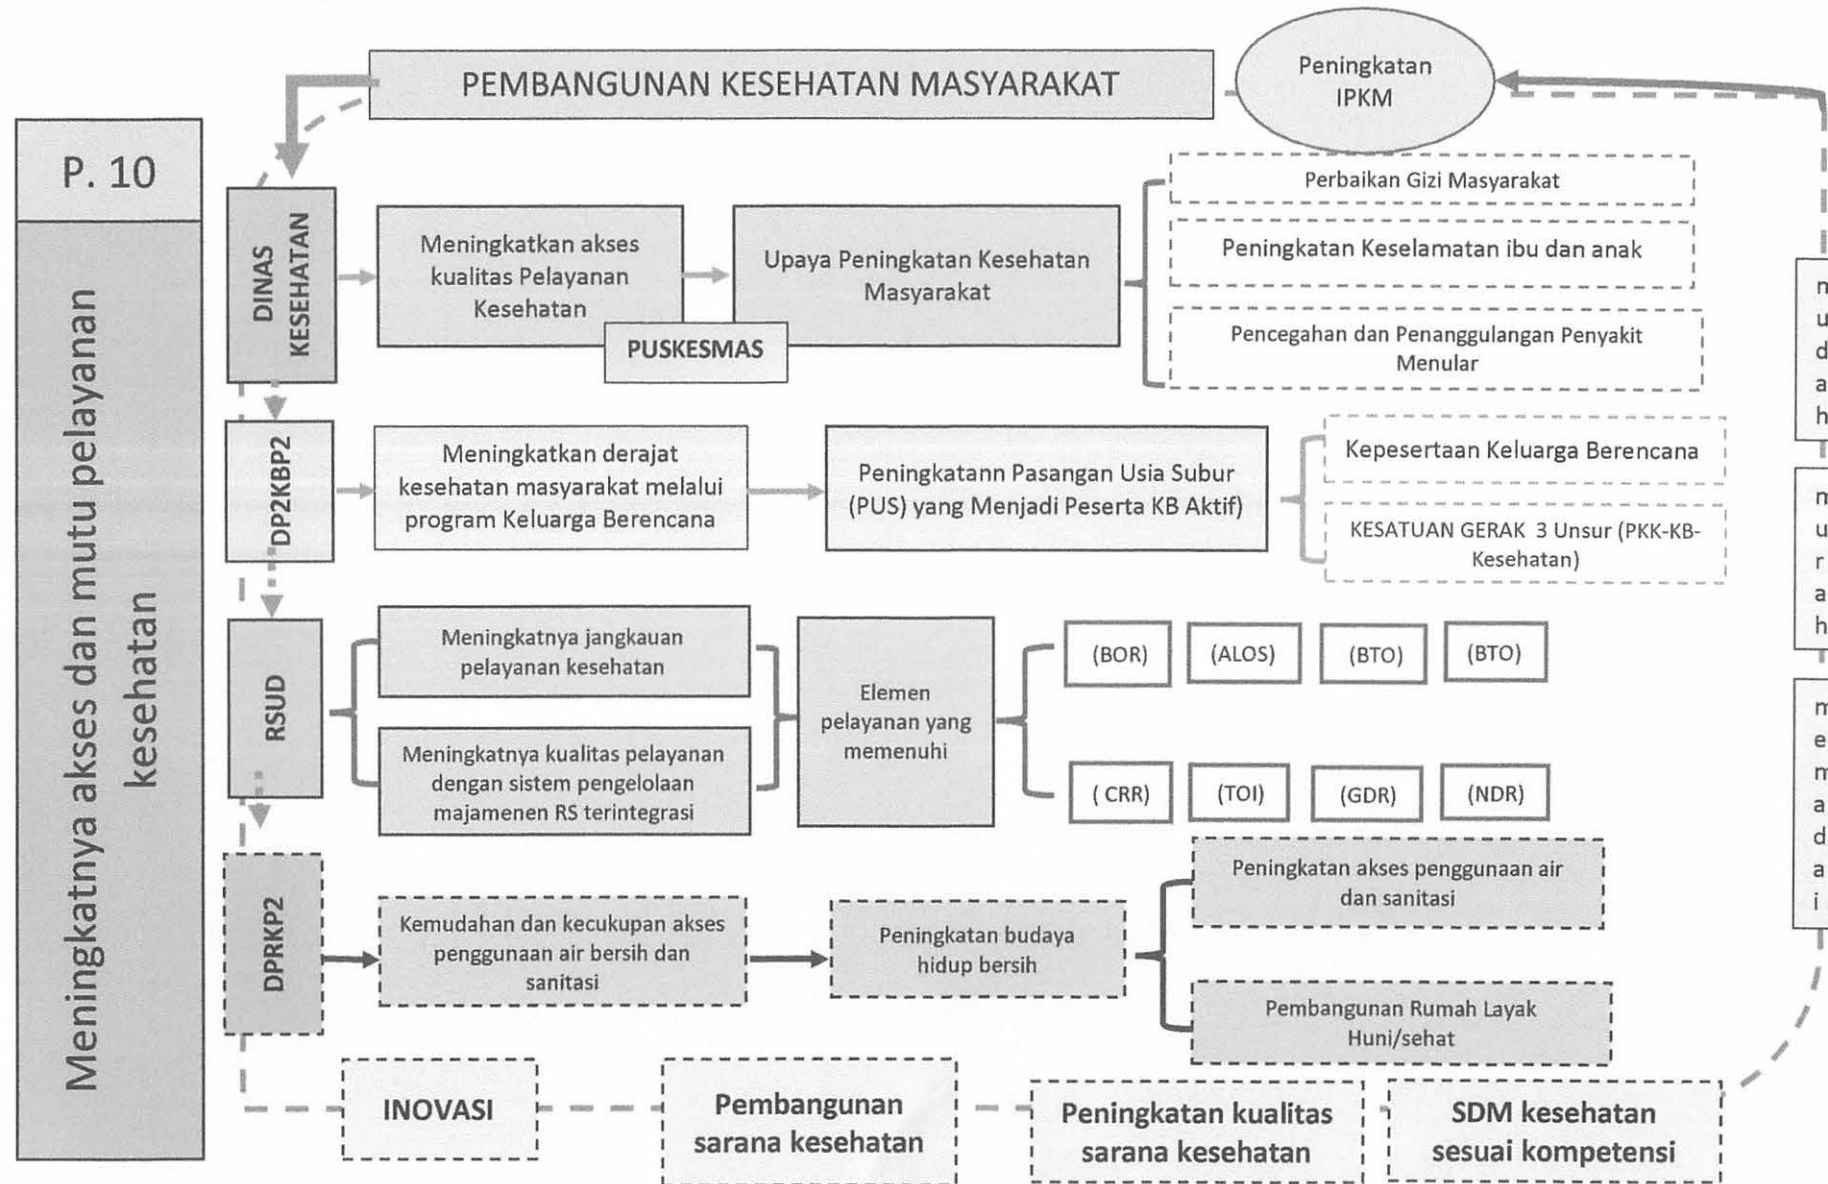 PEMBANGUNAN KESEHATAN MASYARAKAT
Peningkatan
IPKM
P. 10
Meningkatnya akses dan mutu pelayanan
kesehatan
DINAS
KESEHATAN
Meningkatkan akses
kualitas Pelayanan
Kesehatan
PUSKESMAS
Upaya Peningkatan Kesehatan
Masyarakat
Perbaikan Gizi Masyarakat
Peningkatan Keselamatan ibu dan anak
Pencegahan dan Penanggulangan Penyakit
Menular
DP2KBP2
Meningkatkan derajat
kesehatan masyarakat melalui
program Keluarga Berencana
Peningkatann Pasangan Usia Subur
(PUS) yang Menjadi Peserta KB Aktif)
Kepesertaan Keluarga Berencana
KESATUAN GERAK 3 Unsur (PKK-KB-
Kesehatan)
RSUD
Meningkatnya jangkauan
pelayanan kesehatan
Meningkatnya kualitas pelayanan
dengan sistem pengelolaan
majamenen RS terintegrasi
Elemen
pelayanan yang
memenuhi
(BOR)
(ALOS)
(BTO)
(BTO)
( CRR)
(TOI)
(GDR)
(NDR)
DPRKP2
Kemudahan dan kecukupan akses
penggunaan air bersih dan
sanitasi
Peningkatan budaya
hidup bersih
Peningkatan akses penggunaan air
dan sanitasi
Pembangunan Rumah Layak
Huni/sehat
mudah
murah
memadai
INOVASI
Pembangunan
sarana kesehatan
Peningkatan kualitas
sarana kesehatan
SDM kesehatan
sesuai kompetensi